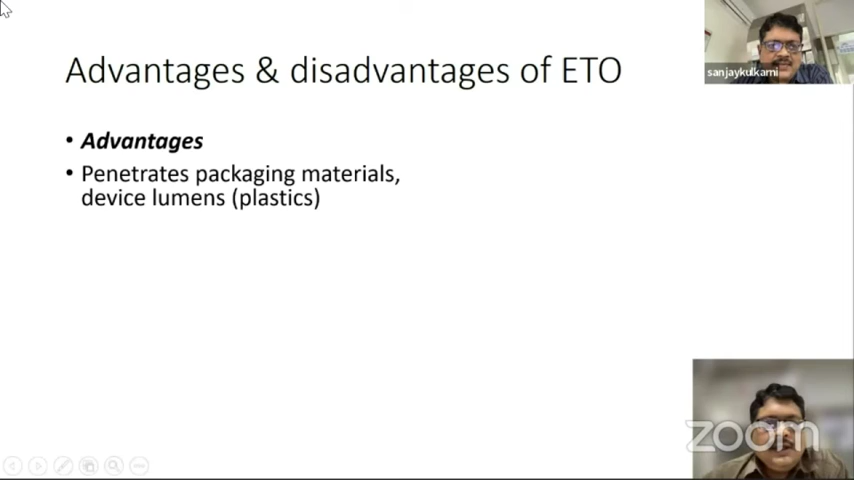 Advantages & disadvantages of ETO
sanjaykulkarni
• Advantages
• Penetrates packaging materials,
device lumens (plastics)
zoom